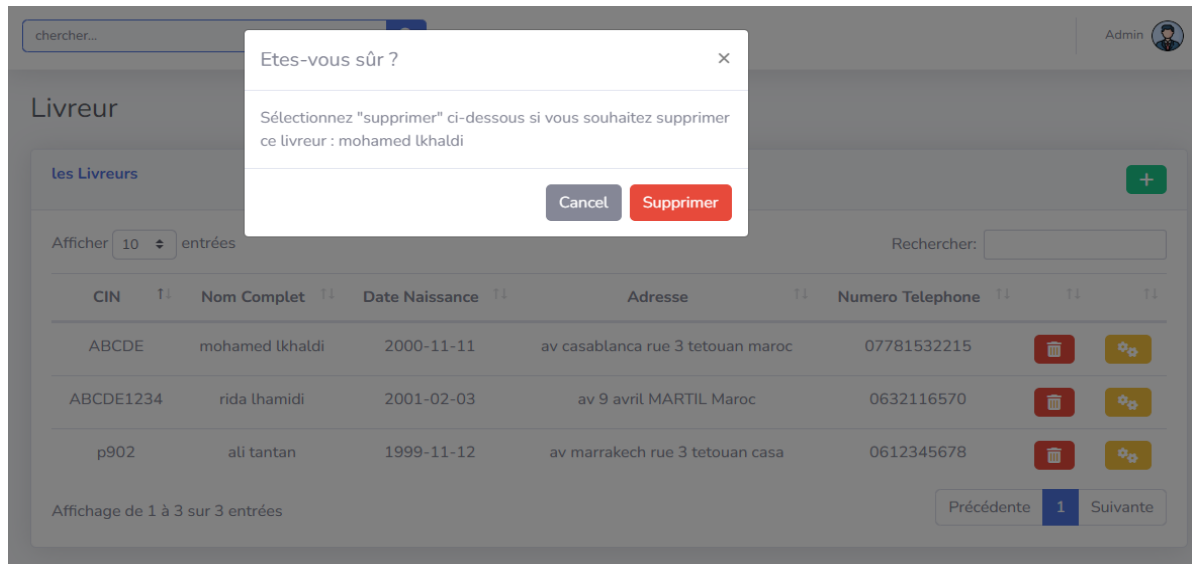 chercher...
Admin
Etes-vous sûr ?
×
Sélectionnez "supprimer" ci-dessous si vous souhaitez supprimer
ce livreur : mohamed lkhaldi
Cancel Supprimer
Livreur
les Livreurs
+
Afficher 10 entrées
Rechercher:
CIN Nom Complet Date Naissance Adresse Numero Telephone
ABCDE mohamed lkhaldi 2000-11-11 av casablanca rue 3 tetouan maroc 07781532215
ABCDE1234 rida lhamidi 2001-02-03 av 9 avril MARTIL Maroc 0632116570
p902 ali tantan 1999-11-12 av marrakech rue 3 tetouan casa 0612345678
Affichage de 1 à 3 sur 3 entrées
Précédente 1 Suivante